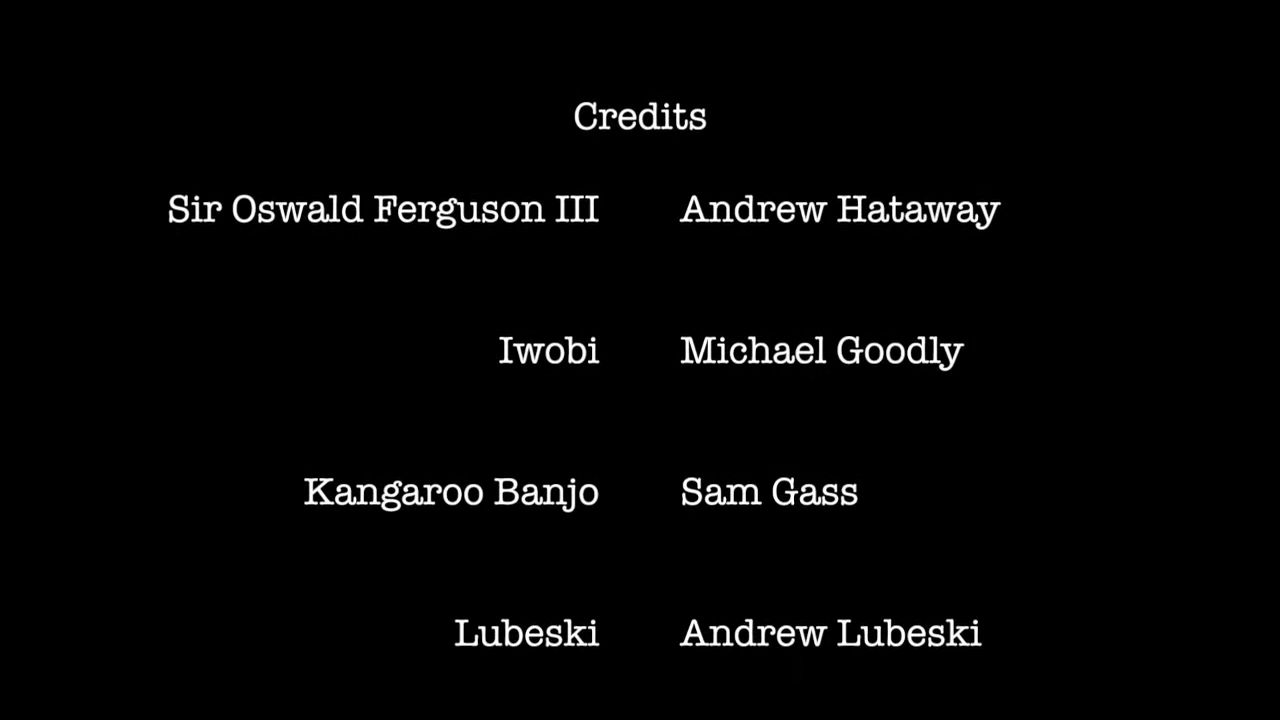 Credits
Sir Oswald Ferguson III Andrew Hataway
Iwobi Michael Goodly
Kangaroo Banjo Sam Gass
Lubeski Andrew Lubeski